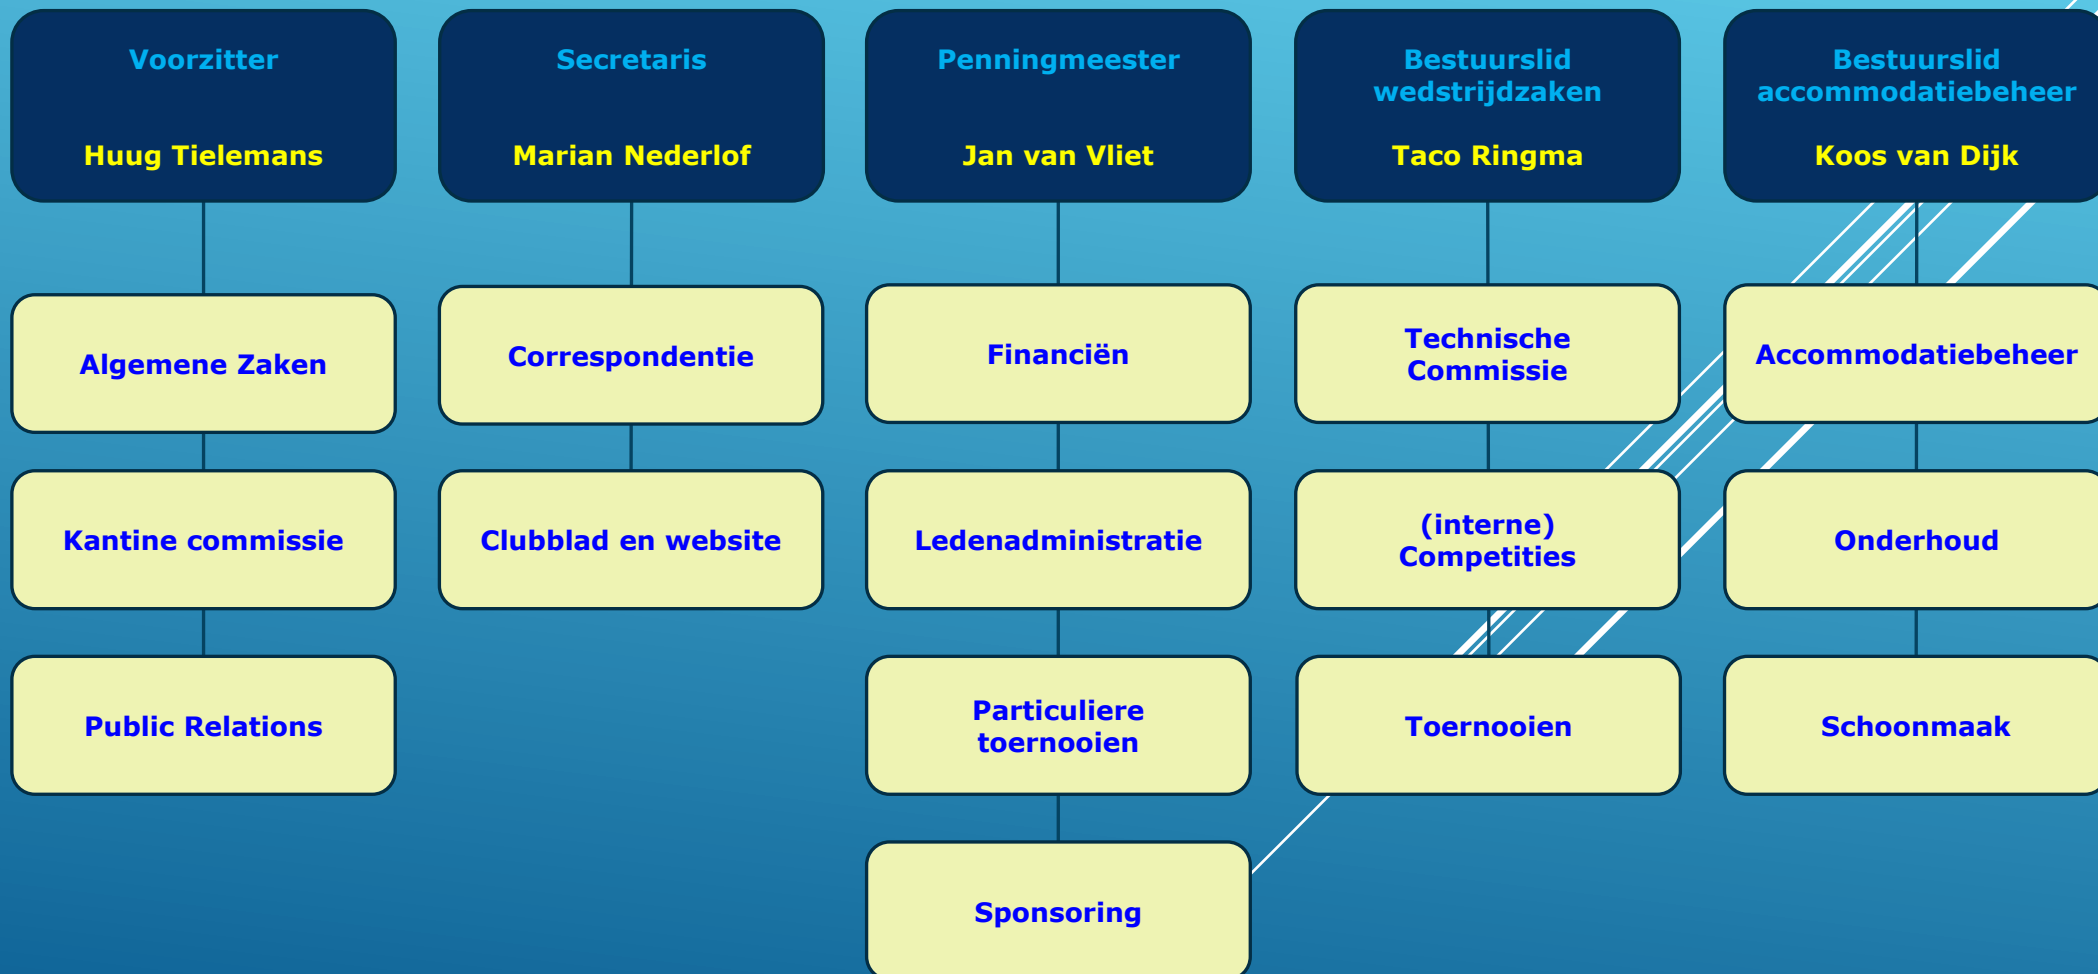 Voorzitter
Huug Tielemans
Algemene Zaken
Kantine commissie
Public Relations
Secretaris
Marian Nederlof
Correspondentie
Clubblad en website
Penningmeester
Jan van Vliet
Financiën
Ledenadministratie
Particuliere
toernooien
Sponsoring
Bestuurslid
wedstrijdzaken
Taco Ringma
Technische
Commissie
(interne)
Competities
Toernooien
Bestuurslid
accommodatiebeheer
Koos van Dijk
Accommodatiebeheer
Onderhoud
Schoonmaak